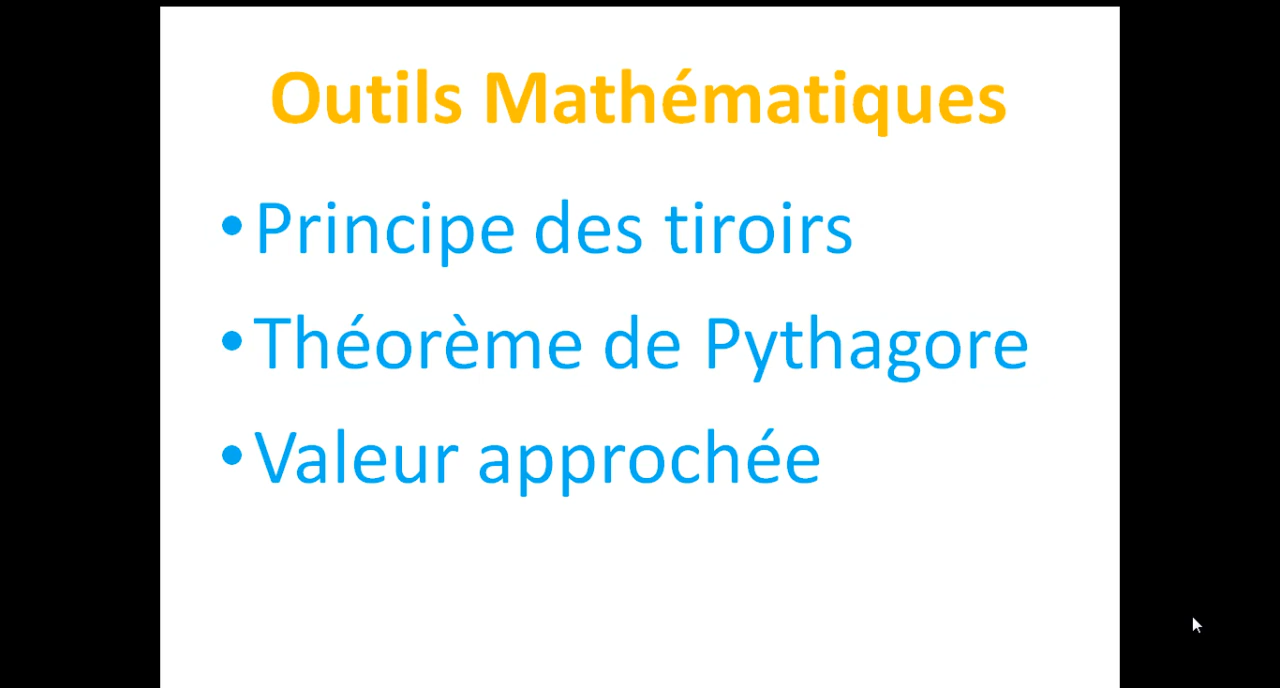 Outils Mathématiques
• Principe des tiroirs
• Théorème de Pythagore
• Valeur approchée